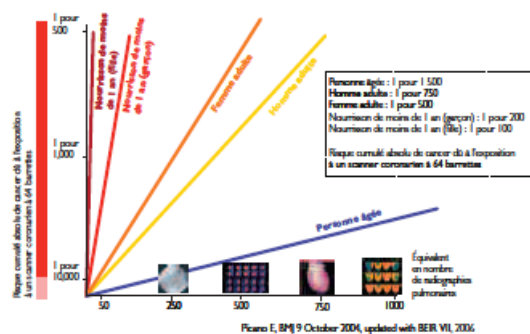 1 pour
500
1 pour
1,000
1 pour
10,000
Risque cumulé absolu de cancer dû à l'exposition
à un scanner coronarien à 64 barrettes
Nourrisson de moins
de 1 an (fille)
Nourrisson de moins
de 1 an (garçon)
Femme adulte
Homme adulte
Personne âgée
Personne âgée : 1 pour 1 500
Homme adulte : 1 pour 750
Femme adulte : 1 pour 500
Nourrisson de moins de 1 an (garçon) : 1 pour 200
Nourrisson de moins de 1 an (fille) : 1 pour 100
Risque cumulé absolu de cancer dû à l'exposition
à un scanner coronarien à 64 barrettes
Équivalent
en nombre
de radiographies
pulmonaires
50 250 500 750 1000
Picano E, BMJ 9 October 2004, updated with BEIR VII, 2006